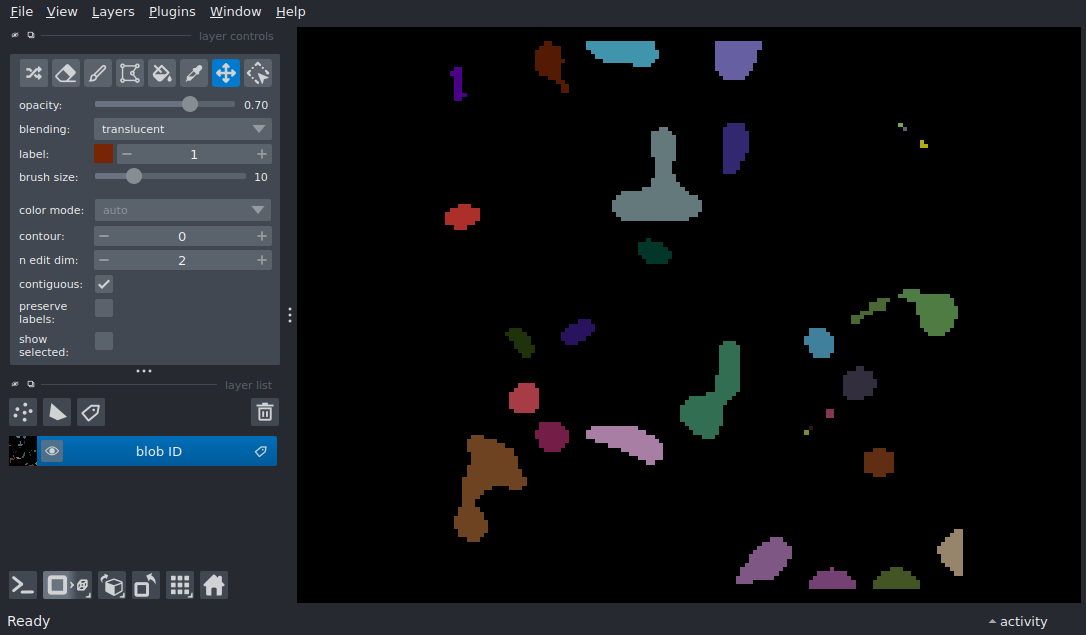 File View Layers Plugins Window Help
layer controls
opacity: 0.70
blending: translucent
label: 1
brush size: 10
color mode: auto
contour: 0
n edit dim: 2
contiguous:
preserve
labels:
show
selected:
layer list
blob ID
Ready
activity